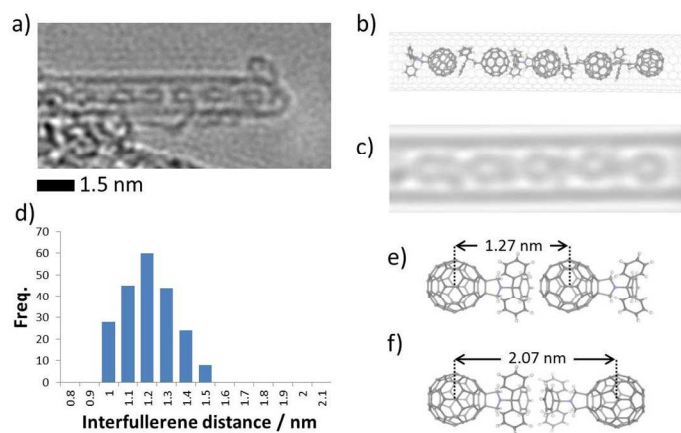 a)
1.5 nm
b)
c)
d)
70
60
50
40
30
20
10
0
Freq.
0.8 0.9 1 1.1 1.2 1.3 1.4 1.5 1.6 1.7 1.8 1.9 2 2.1
Interfullerene distance / nm
e)
1.27 nm
f)
2.07 nm